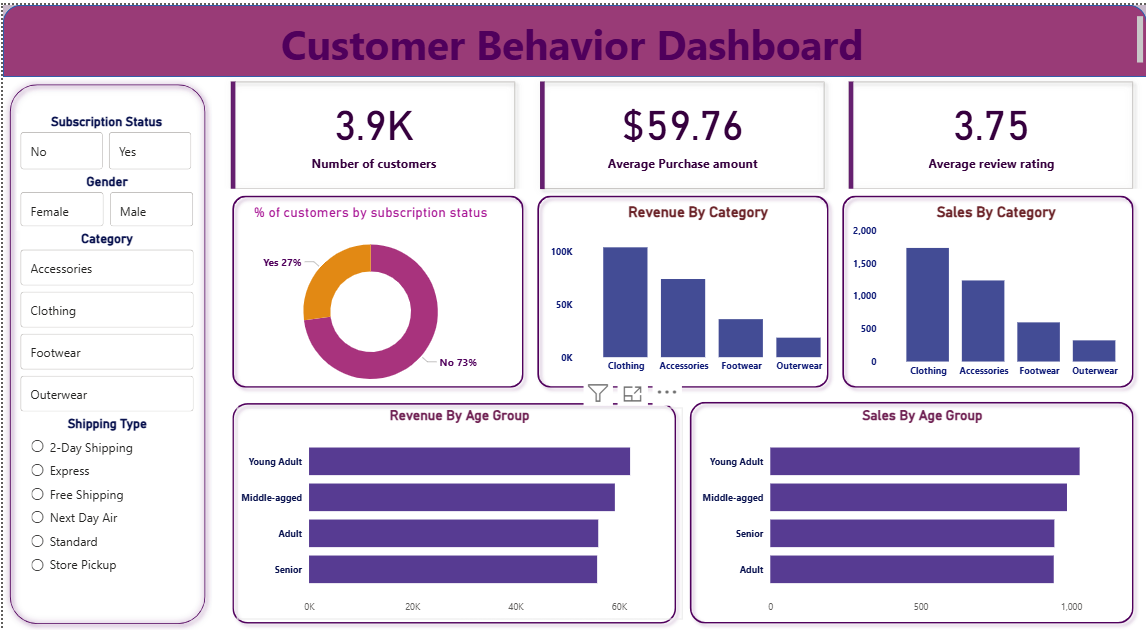 Customer Behavior Dashboard
Subscription Status
No
Yes
Gender
Female
Male
Category
Accessories
Clothing
Footwear
Outerwear
Shipping Type
2-Day Shipping
Express
Free Shipping
Next Day Air
Standard
Store Pickup
3.9K
Number of customers
$59.76
Average Purchase amount
3.75
Average review rating
% of customers by subscription status
Yes 27%
No 73%
Revenue By Category
100K
50K
0K
Clothing
Accessories
Footwear
Outerwear
Sales By Category
2,000
1,500
1,000
500
0
Clothing
Accessories
Footwear
Outerwear
Revenue By Age Group
Young Adult
Middle-agged
Adult
Senior
0K
20K
40K
60K
Sales By Age Group
Young Adult
Middle-agged
Senior
Adult
0
500
1,000